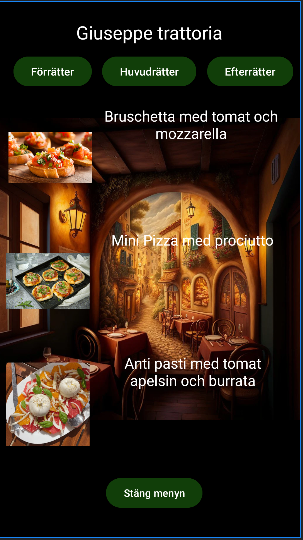 Giuseppe trattoria
Förrätter
Huvudrätter
Efterrätter
Bruschetta med tomat och
mozzarella
Mini Pizza med prociutto
Anti pasti med tomat
apelsin och burrata
Stäng menyn